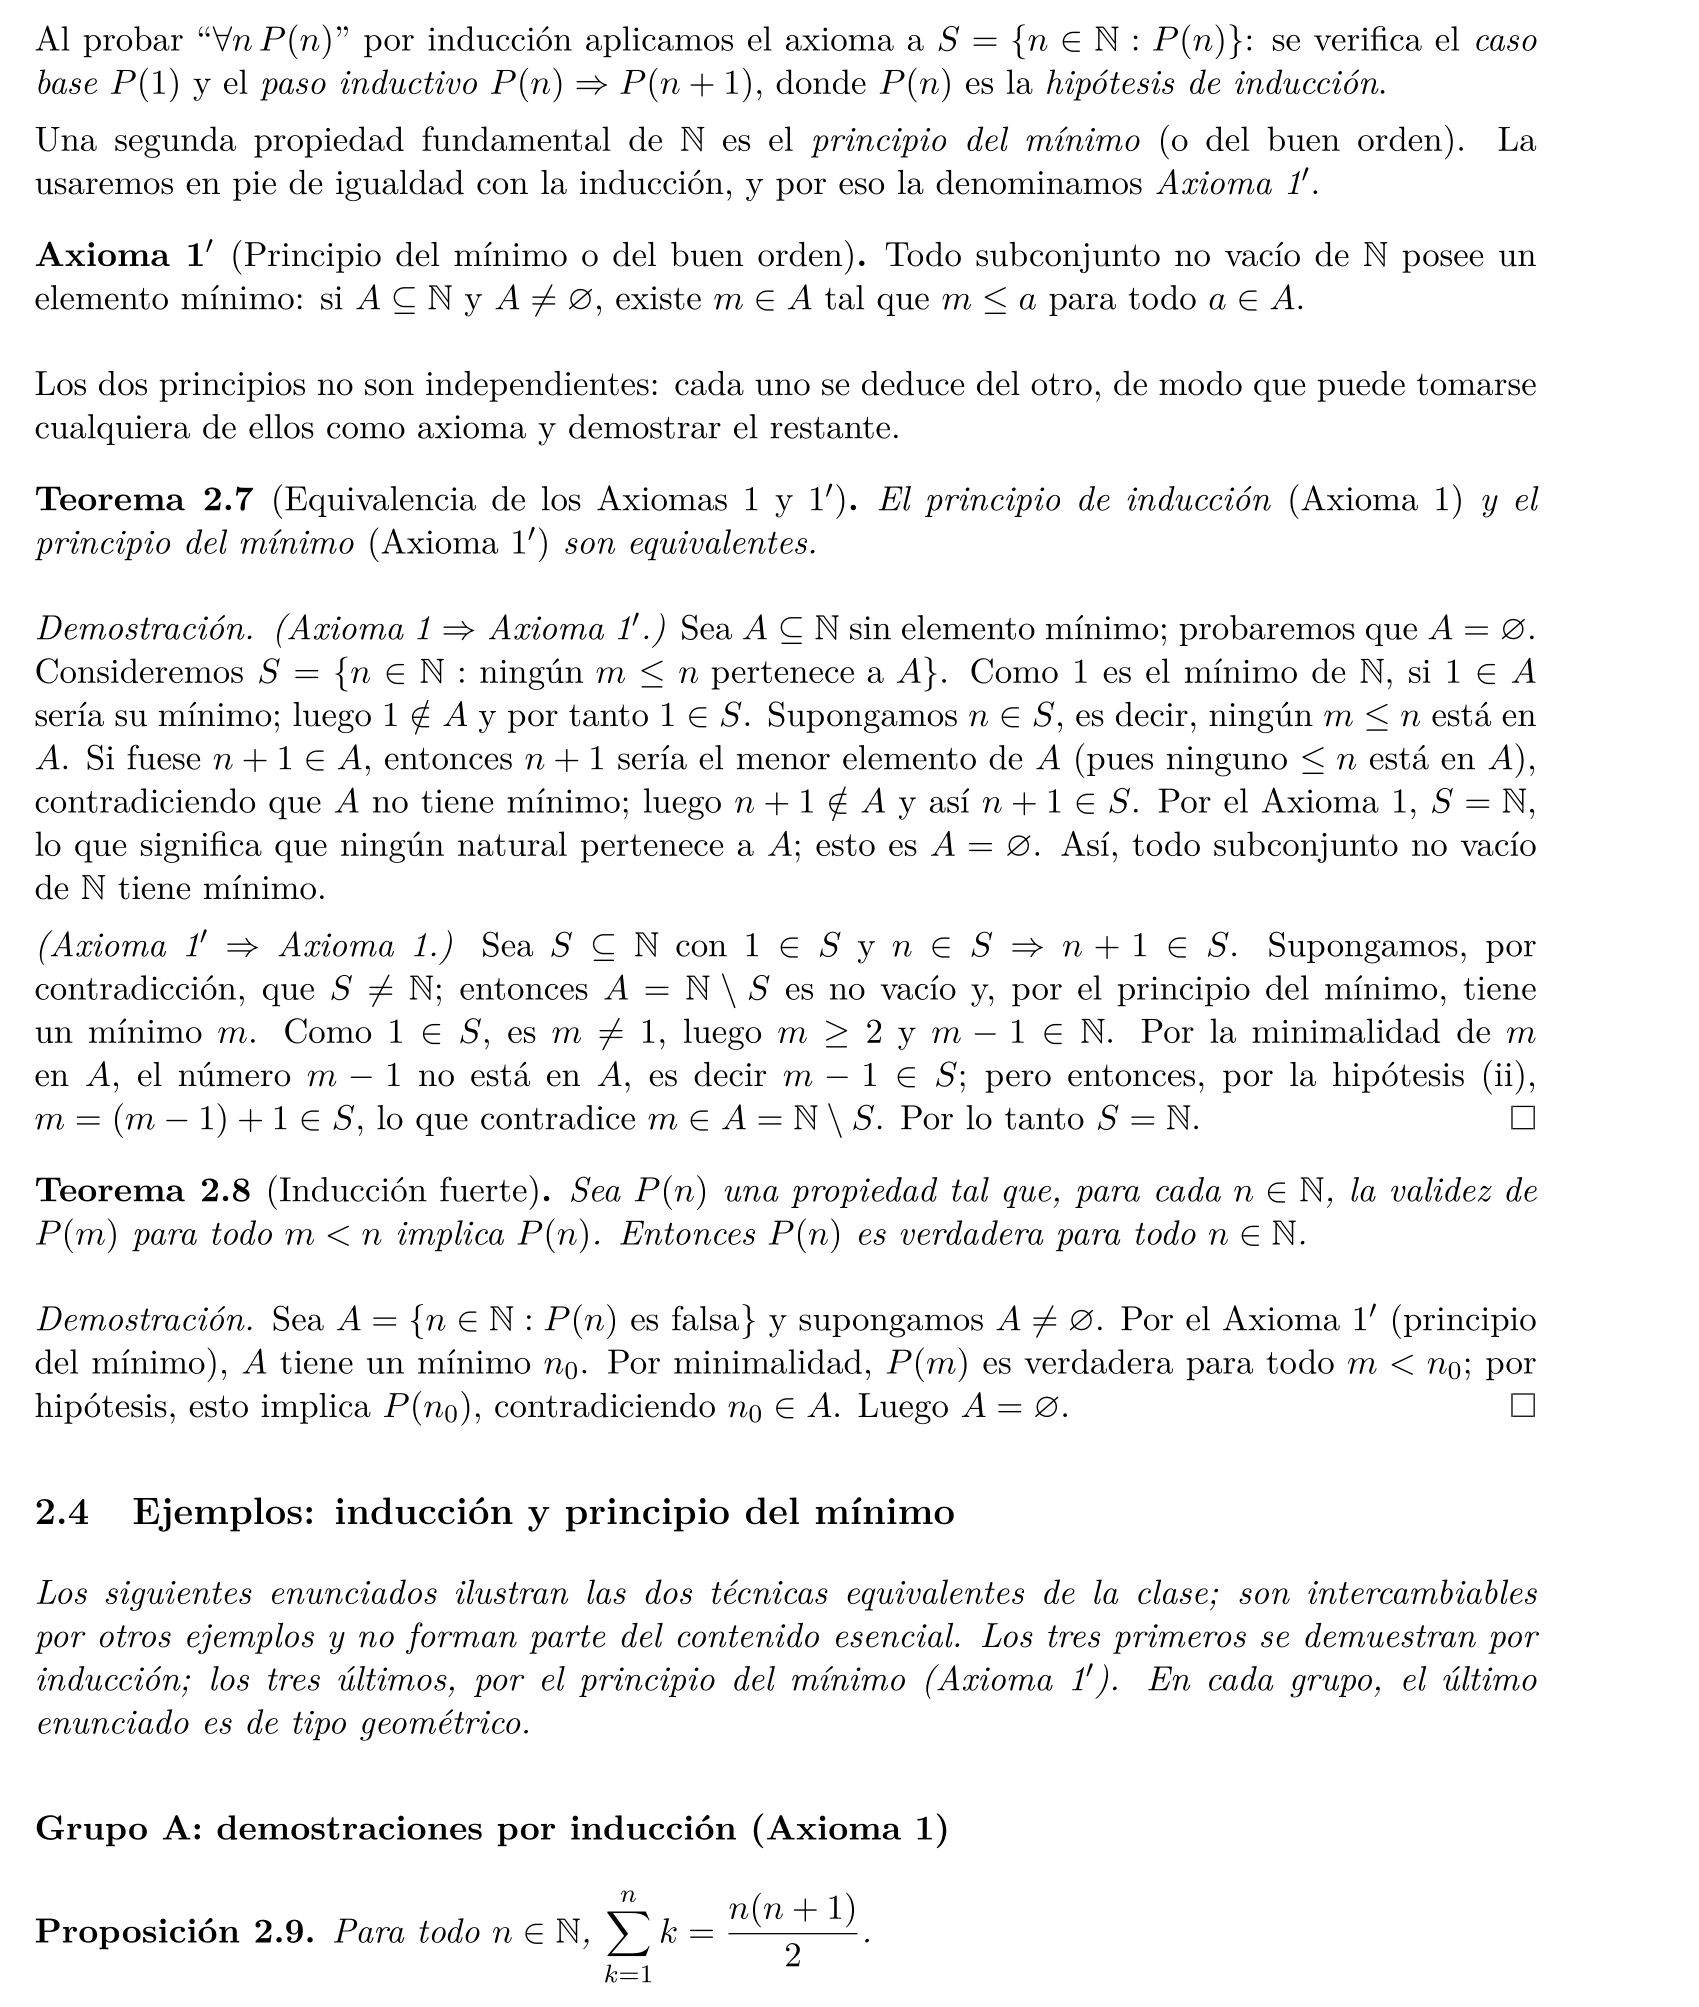 Al probar “∀n P(n)” por inducción aplicamos el axioma a S = {n ∈ ℕ : P(n)}: se verifica el caso
base P(1) y el paso inductivo P(n) ⇒ P(n + 1), donde P(n) es la hipótesis de inducción.
Una segunda propiedad fundamental de ℕ es el principio del mínimo (o del buen orden). La
usaremos en pie de igualdad con la inducción, y por eso la denominamos Axioma 1′.
Axioma 1′ (Principio del mínimo o del buen orden). Todo subconjunto no vacío de ℕ posee un
elemento mínimo: si A ⊆ ℕ y A ≠ ∅, existe m ∈ A tal que m ≤ a para todo a ∈ A.
Los dos principios no son independientes: cada uno se deduce del otro, de modo que puede tomarse
cualquiera de ellos como axioma y demostrar el restante.
Teorema 2.7 (Equivalencia de los Axiomas 1 y 1′). El principio de inducción (Axioma 1) y el
principio del mínimo (Axioma 1′) son equivalentes.
Demostración. (Axioma 1 ⇒ Axioma 1′.) Sea A ⊆ ℕ sin elemento mínimo; probaremos que A = ∅.
Consideremos S = {n ∈ ℕ : ningún m ≤ n pertenece a A}. Como 1 es el mínimo de ℕ, si 1 ∈ A
sería su mínimo; luego 1 ∉ A y por tanto 1 ∈ S. Supongamos n ∈ S, es decir, ningún m ≤ n está en
A. Si fuese n + 1 ∈ A, entonces n + 1 sería el menor elemento de A (pues ninguno ≤ n está en A),
contradiciendo que A no tiene mínimo; luego n + 1 ∉ A y así n + 1 ∈ S. Por el Axioma 1, S = ℕ,
lo que significa que ningún natural pertenece a A; esto es A = ∅. Así, todo subconjunto no vacío
de ℕ tiene mínimo.
(Axioma 1′ ⇒ Axioma 1.) Sea S ⊆ ℕ con 1 ∈ S y n ∈ S ⇒ n + 1 ∈ S. Supongamos, por
contradicción, que S ≠ ℕ; entonces A = ℕ \ S es no vacío y, por el principio del mínimo, tiene
un mínimo m. Como 1 ∈ S, es m ≠ 1, luego m ≥ 2 y m − 1 ∈ ℕ. Por la minimalidad de m
en A, el número m − 1 no está en A, es decir m − 1 ∈ S; pero entonces, por la hipótesis (ii),
m = (m − 1) + 1 ∈ S, lo que contradice m ∈ A = ℕ \ S. Por lo tanto S = ℕ. □
Teorema 2.8 (Inducción fuerte). Sea P(n) una propiedad tal que, para cada n ∈ ℕ, la validez de
P(m) para todo m < n implica P(n). Entonces P(n) es verdadera para todo n ∈ ℕ.
Demostración. Sea A = {n ∈ ℕ : P(n) es falsa} y supongamos A ≠ ∅. Por el Axioma 1′ (principio
del mínimo), A tiene un mínimo n₀. Por minimalidad, P(m) es verdadera para todo m < n₀; por
hipótesis, esto implica P(n₀), contradiciendo n₀ ∈ A. Luego A = ∅. □
2.4 Ejemplos: inducción y principio del mínimo
Los siguientes enunciados ilustran las dos técnicas equivalentes de la clase; son intercambiables
por otros ejemplos y no forman parte del contenido esencial. Los tres primeros se demuestran por
inducción; los tres últimos, por el principio del mínimo (Axioma 1′). En cada grupo, el último
enunciado es de tipo geométrico.
Grupo A: demostraciones por inducción (Axioma 1)
Proposición 2.9. Para todo n ∈ ℕ, ∑_{k=1}^{n} k = n(n + 1)/2.